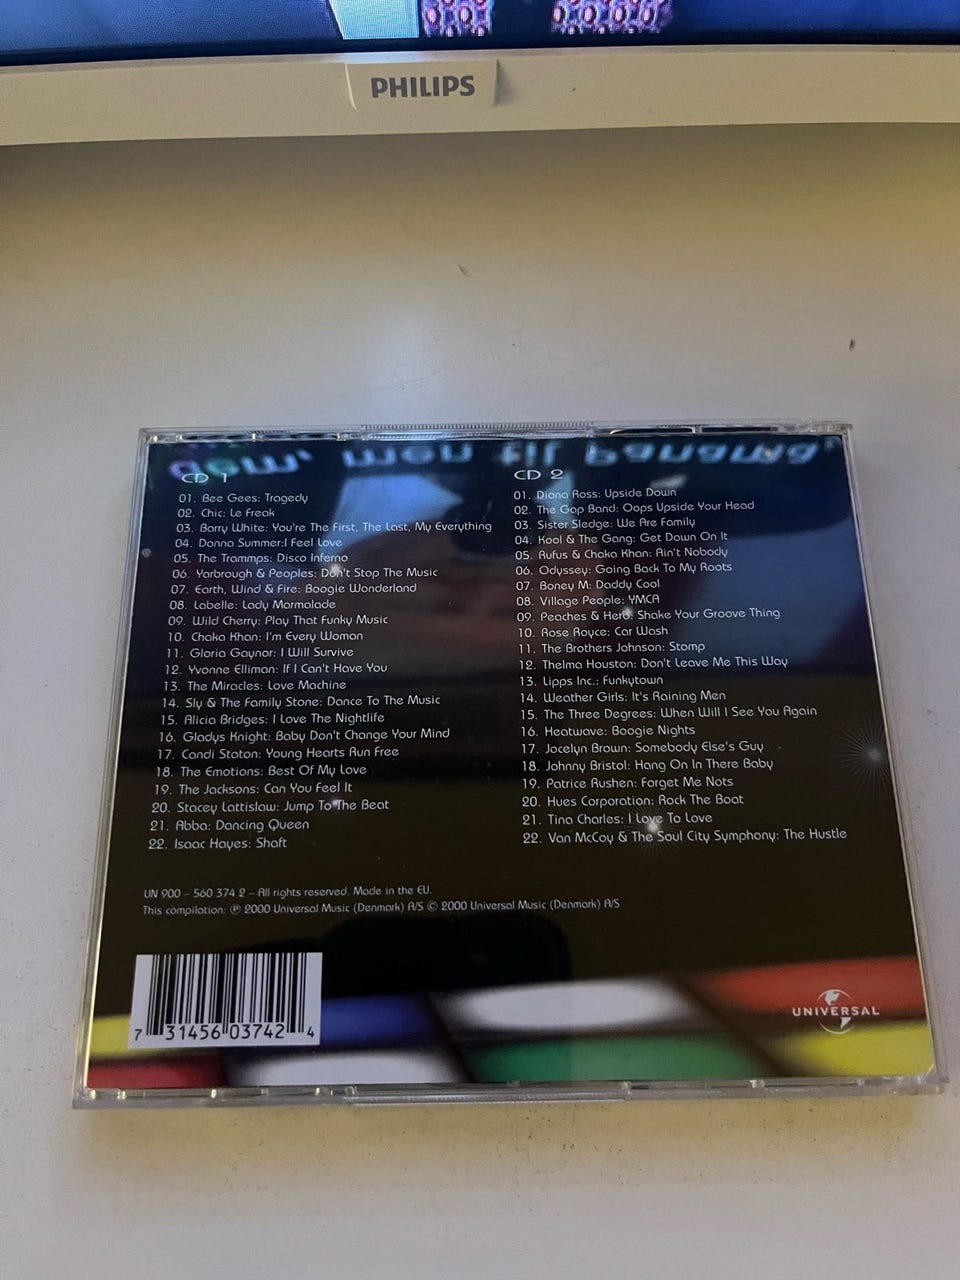 PHILIPS
dem, men til Panama
CD 1
01. Bee Gees: Tragedy
02. Chic: Le Freak
03. Barry White: You're The First, The Last, My Everything
04. Donna Summer:I Feel Love
05. The Trammps: Disco Inferno
06. Yarbrough & Peoples: Don't Stop The Music
07. Earth, Wind & Fire: Boogie Wonderland
08. Labelle: Lady Marmalade
09. Wild Cherry: Play That Funky Music
10. Chaka Khan: I'm Every Woman
11. Gloria Gaynor: I Will Survive
12. Yvonne Elliman: If I Can't Have You
13. The Miracles: Love Machine
14. Sly & The Family Stone: Dance To The Music
15. Alicia Bridges: I Love The Nightlife
16. Gladys Knight: Baby Don't Change Your Mind
17. Candi Staton: Young Hearts Run Free
18. The Emotions: Best Of My Love
19. The Jacksons: Can You Feel It
20. Stacey Lattislaw: Jump To The Beat
21. Abba: Dancing Queen
22. Isaac Hayes: Shaft
CD 2
01. Diana Ross: Upside Down
02. The Gap Band: Oops Upside Your Head
03. Sister Sledge: We Are Family
04. Kool & The Gang: Get Down On It
05. Rufus & Chaka Khan: Ain't Nobody
06. Odyssey: Going Back To My Roots
07. Boney M: Daddy Cool
08. Village People: YMCA
09. Peaches & Herb: Shake Your Groove Thing
10. Rose Royce: Car Wash
11. The Brothers Johnson: Stomp
12. Thelma Houston: Don't Leave Me This Way
13. Lipps Inc.: Funkytown
14. Weather Girls: It's Raining Men
15. The Three Degrees: When Will I See You Again
16. Heatwave: Boogie Nights
17. Jocelyn Brown: Somebody Else's Guy
18. Johnny Bristol: Hang On In There Baby
19. Patrice Rushen: Forget Me Nots
20. Hues Corporation: Rock The Boat
21. Tina Charles: I Love To Love
22. Van McCoy & The Soul City Symphony: The Hustle
UN 900 – 560 374 2 – All rights reserved. Made in the EU.
This compilation: ℗ 2000 Universal Music (Denmark) A/S © 2000 Universal Music (Denmark) A/S
7 31456 03742 4
UNIVERSAL